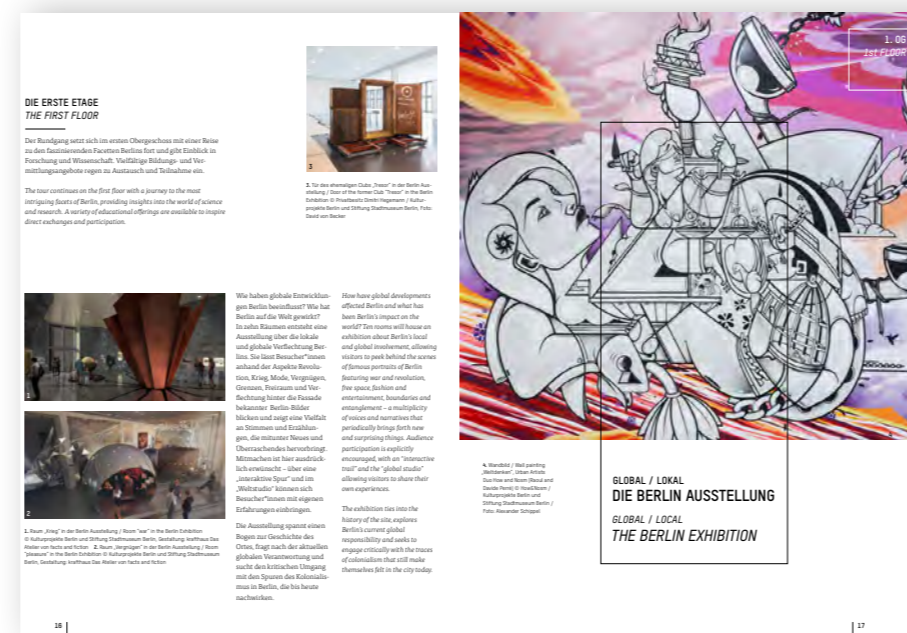 DIE ERSTE ETAGE
THE FIRST FLOOR
Der Rundgang setzt sich im ersten Obergeschoss mit einer Reise
zu den faszinierenden Facetten Berlins fort und gibt Einblick in
Forschung und Wissenschaft. Vielfältige Bildungs- und Ver-
mittlungsangebote regen zu Austausch und Teilnahme ein.
The tour continues on the first floor with a journey to the most
intriguing facets of Berlin, providing insights into the world of science
and research. A variety of educational offerings are available to inspire
direct exchanges and participation.
3
3. Tür des ehemaligen Clubs „Tresor" in der Berlin Aus-
stellung / Door of the former Club "Tresor" in the Berlin
Exhibition © Privatbesitz Dimitri Hegemann / Kultur-
projekte Berlin und Stiftung Stadtmuseum Berlin, Foto:
David von Becker
1
2
1. Raum „Krieg" in der Berlin Ausstellung / Room "war" in the Berlin Exhibition
© Kulturprojekte Berlin und Stiftung Stadtmuseum Berlin, Gestaltung: krafthaus Das
Atelier von facts and fiction 2. Raum „Vergnügen" in der Berlin Ausstellung / Room
"pleasure" in the Berlin Exhibition © Kulturprojekte Berlin und Stiftung Stadtmuseum
Berlin, Gestaltung: krafthaus Das Atelier von facts and fiction
Wie haben globale Entwicklun-
gen Berlin beeinflusst? Wie hat
Berlin auf die Welt gewirkt?
In zehn Räumen entsteht eine
Ausstellung über die lokale
und globale Verflechtung Ber-
lins. Sie lässt Besucher*innen
anhand der Aspekte Revolu-
tion, Krieg, Mode, Vergnügen,
Grenzen, Freiraum und Ver-
flechtung hinter die Fassade
bekannter Berlin-Bilder
blicken und zeigt eine Vielfalt
an Stimmen und Erzählun-
gen, die mitunter Neues und
Überraschendes hervorbringt.
Mitmachen ist hier ausdrück-
lich erwünscht – über eine
„interaktive Spur" und im
„Weltstudio" können sich
Besucher*innen mit eigenen
Erfahrungen einbringen.
Die Ausstellung spannt einen
Bogen zur Geschichte des
Ortes, fragt nach der aktuellen
globalen Verantwortung und
sucht den kritischen Umgang
mit den Spuren des Kolonialis-
mus in Berlin, die bis heute
nachwirken.
How have global developments
affected Berlin and what has
been Berlin's impact on the
world? Ten rooms will house an
exhibition about Berlin's local
and global involvement, allowing
visitors to peek behind the scenes
of famous portraits of Berlin
featuring war and revolution,
free space, fashion and
entertainment, boundaries and
entanglement – a multiplicity
of voices and narratives that
periodically brings forth new
and surprising things. Audience
participation is explicitly
encouraged, with an "interactive
trail" and the "global studio"
allowing visitors to share their
own experiences.
The exhibition ties into the
history of the site, explores
Berlin's current global
responsibility and seeks to
engage critically with the traces
of colonialism that still make
themselves felt in the city today.
16
1. OG
1st FLOOR
4. Wandbild / Wall painting
„Weltdenken", Urban Artists
Duo How and Nosm (Raoul and
Davide Perré) © How&Nosm /
Kulturprojekte Berlin und
Stiftung Stadtmuseum Berlin /
Foto: Alexander Schippel
GLOBAL / LOKAL
DIE BERLIN AUSSTELLUNG
GLOBAL / LOCAL
THE BERLIN EXHIBITION
17